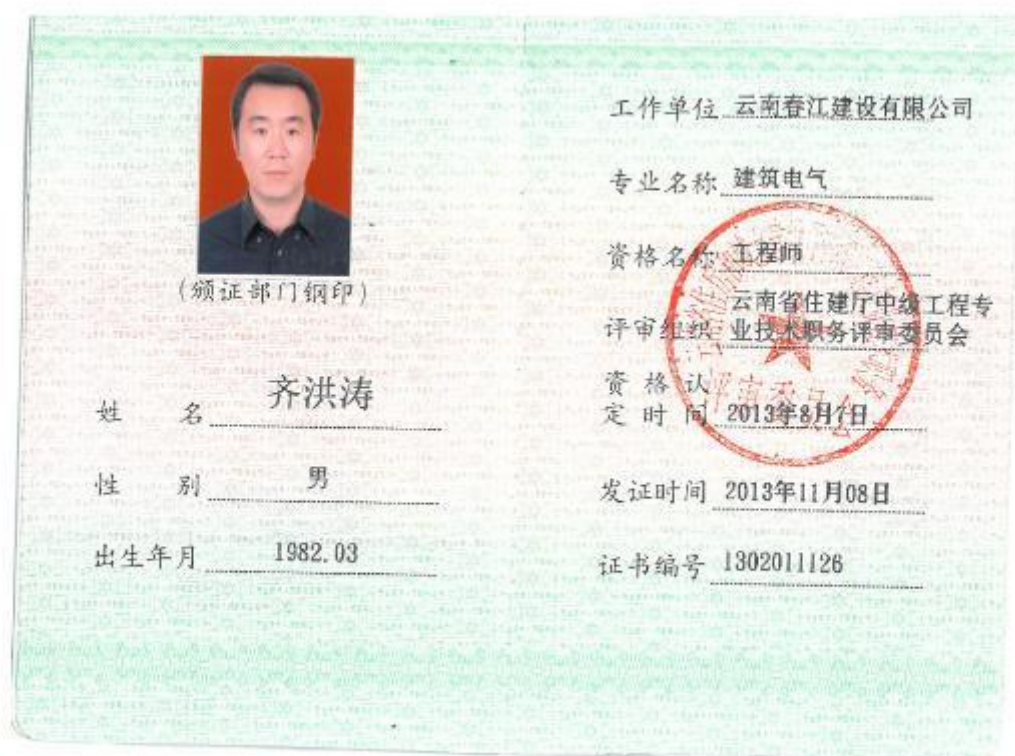 (颁证部门钢印)
姓 名 齐洪涛
性 别 男
出生年月 1982.03
工作单位 云南春江建设有限公司
专业名称 建筑电气
资格名称 工程师
评审组织 云南省住建厅中级工程专
业技术职务评审委员会
资格认
定时间 2013年8月7日
发证时间 2013年11月08日
证书编号 1302011126
评审委员会